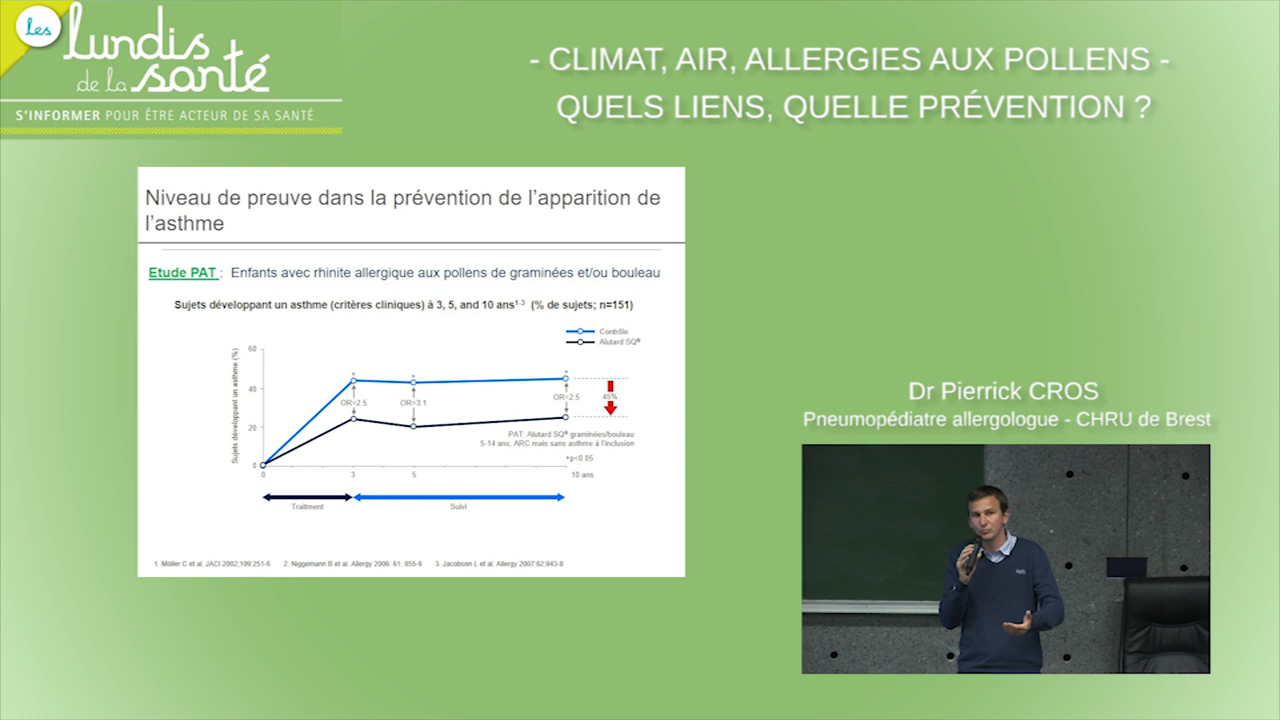 Les
lundis
de la santé
S'INFORMER POUR ÊTRE ACTEUR DE SA SANTÉ
- CLIMAT, AIR, ALLERGIES AUX POLLENS -
QUELS LIENS, QUELLE PRÉVENTION ?
Niveau de preuve dans la prévention de l'apparition de
l'asthme
Etude PAT : Enfants avec rhinite allergique aux pollens de graminées et/ou bouleau
Sujets développant un asthme (critères cliniques) à 3, 5, and 10 ans1-3 (% de sujets; n=151)
Contrôle
Alutard SQ®
Sujets développant un asthme (%)
60
40
20
0
* * *
OR=2.5 OR=3.1 OR=2.5 45%
PAT: Alutard SQ® graminées/bouleau
5-14 ans, ARC mais sans asthme à l'inclusion
*p<0.05
0 3 5 10 ans
Traitment Suivi
1. Möller C et al. JACI 2002;109:251-6 2. Niggemann B et al. Allergy 2006: 61: 855-9 3. Jacobsen L et al. Allergy 2007:62:943-8
Dr Pierrick CROS
Pneumopédiatre allergologue - CHRU de Brest